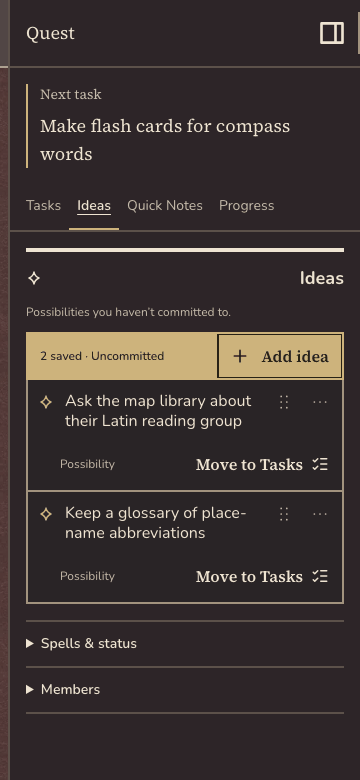 Quest
Next task
Make flash cards for compass
words
Tasks Ideas Quick Notes Progress
Ideas
Possibilities you haven't committed to.
2 saved · Uncommitted
Add idea
Ask the map library about
their Latin reading group
Possibility
Move to Tasks
Keep a glossary of place-
name abbreviations
Possibility
Move to Tasks
Spells & status
Members